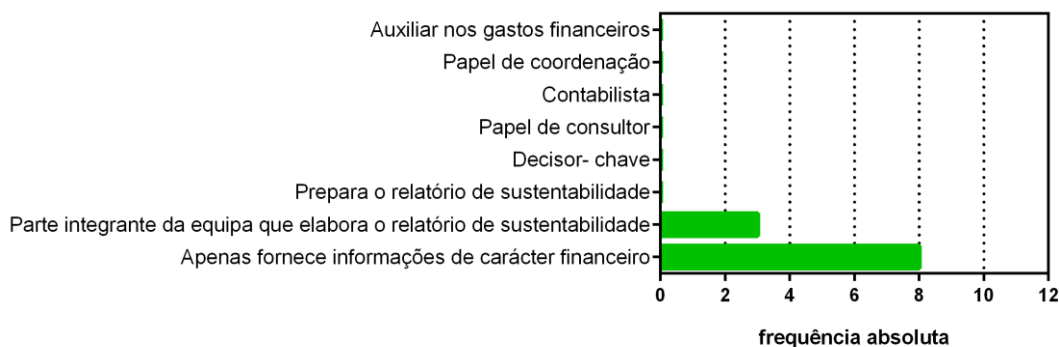 Auxiliar nos gastos financeiros
Papel de coordenação
Contabilista
Papel de consultor
Decisor- chave
Prepara o relatório de sustentabilidade
Parte integrante da equipa que elabora o relatório de sustentabilidade
Apenas fornece informações de carácter financeiro
0 2 4 6 8 10 12
frequência absoluta